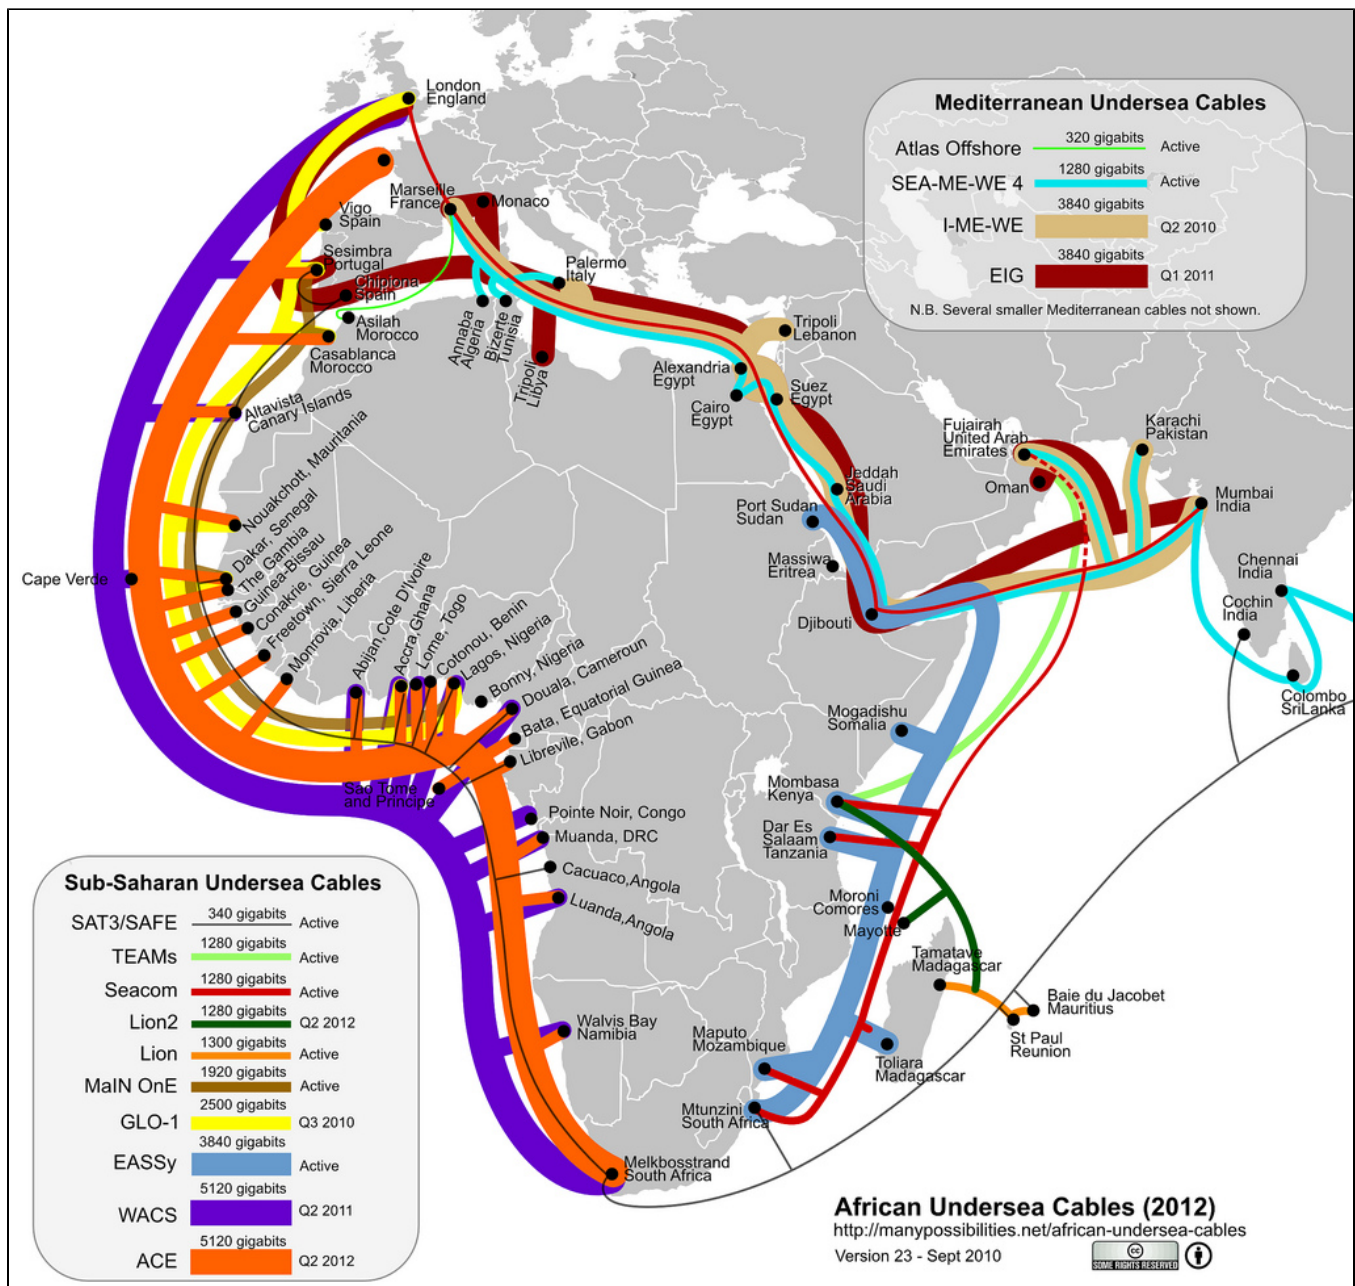 London
England
Marseille
France
Monaco
Vigo
Spain
Sesimbra
Portugal
Chipiona
Spain
Palermo
Italy
Asilah
Morocco
Casablanca
Morocco
Annaba
Algeria
Bizerte
Tunisia
Tripoli
Libya
Tripoli
Lebanon
Alexandria
Egypt
Cairo
Egypt
Suez
Egypt
Altavista
Canary Islands
Nouakchott, Mauritania
Dakar, Senegal
The Gambia
Guinea-Bissau
Conakrie, Guinea
Freetown, Sierra Leone
Monrovia, Liberia
Cape Verde
Abijan,Cote D'Ivoire
Accra,Ghana
Lome, Togo
Cotonou, Benin
Lagos, Nigeria
Bonny, Nigeria
Douala, Cameroun
Bata, Equatorial Guinea
Librevile, Gabon
Sao Tome
and Principe
Pointe Noir, Congo
Muanda, DRC
Cacuaco,Angola
Luanda,Angola
Walvis Bay
Namibia
Melkbosstrand
South Africa
Jeddah
Saudi
Arabia
Port Sudan
Sudan
Massiwa
Eritrea
Djibouti
Fujairah
United Arab
Emirates
Oman
Karachi
Pakistan
Mumbai
India
Chennai
India
Cochin
India
Colombo
SriLanka
Mogadishu
Somalia
Mombasa
Kenya
Dar Es
Salaam
Tanzania
Moroni
Comores
Mayotte
Tamatave
Madagascar
Baie du Jacobet
Mauritius
St Paul
Reunion
Toliara
Madagascar
Maputo
Mozambique
Mtunzini
South Africa
Mediterranean Undersea Cables
Atlas Offshore 320 gigabits Active
SEA-ME-WE 4 1280 gigabits Active
I-ME-WE 3840 gigabits Q2 2010
EIG 3840 gigabits Q1 2011
N.B. Several smaller Mediterranean cables not shown.
Sub-Saharan Undersea Cables
SAT3/SAFE 340 gigabits Active
TEAMs 1280 gigabits Active
Seacom 1280 gigabits Active
Lion2 1280 gigabits Q2 2012
Lion 1300 gigabits Active
MaIN OnE 1920 gigabits Active
GLO-1 2500 gigabits Q3 2010
EASSy 3840 gigabits Active
WACS 5120 gigabits Q2 2011
ACE 5120 gigabits Q2 2012
African Undersea Cables (2012)
http://manypossibilities.net/african-undersea-cables
Version 23 - Sept 2010
cc
SOME RIGHTS RESERVED